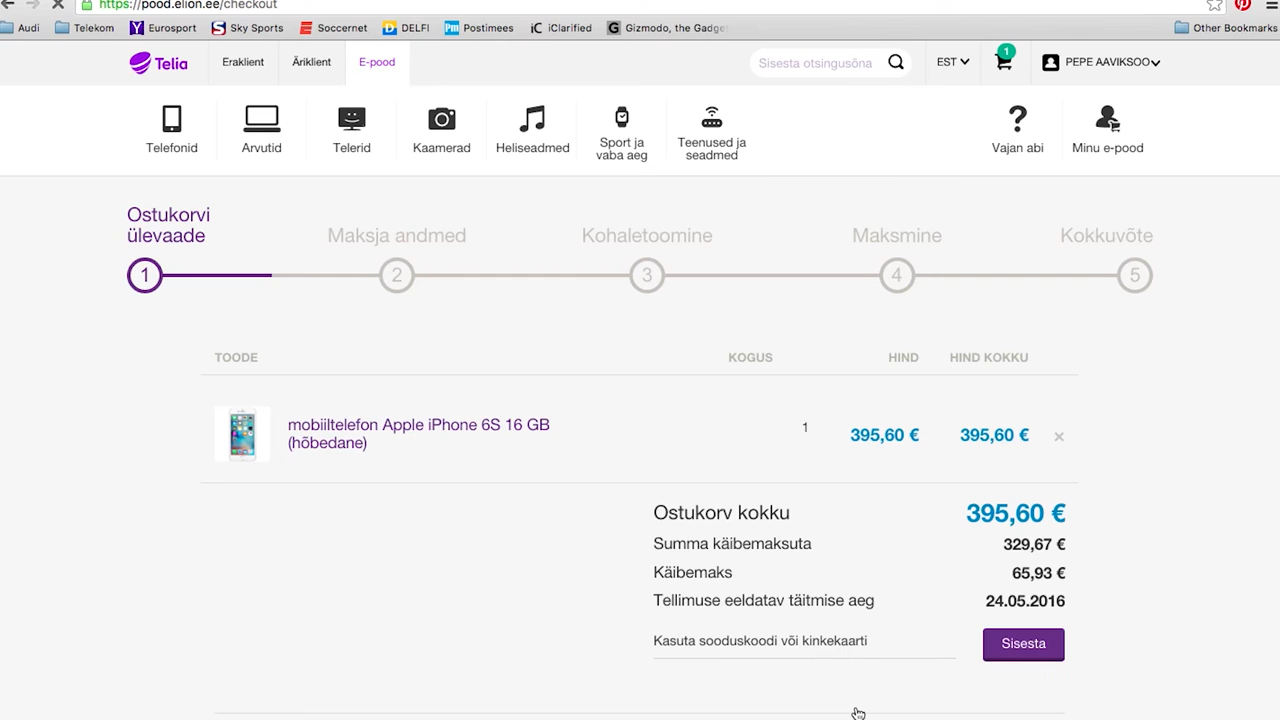 https://pood.elion.ee/checkout
Audi Telekom Eurosport Sky Sports Soccernet DELFI Postimees iClarified Gizmodo, the Gadge Other Bookmarks
Telia Eraklient Äriklient E-pood Sisesta otsingusõna EST 1 PEPE AAVIKSOO
Telefonid Arvutid Telerid Kaamerad Heliseadmed Sport ja vaba aeg Teenused ja seadmed Vajan abi Minu e-pood
Ostukorvi
ülevaade Maksja andmed Kohaletoomine Maksmine Kokkuvõte
1 2 3 4 5
TOODE KOGUS HIND HIND KOKKU
mobiiltelefon Apple iPhone 6S 16 GB
(hõbedane) 1 395,60 € 395,60 € ×
Ostukorv kokku 395,60 €
Summa käibemaksuta 329,67 €
Käibemaks 65,93 €
Tellimuse eeldatav täitmise aeg 24.05.2016
Kasuta sooduskoodi või kinkekaarti Sisesta